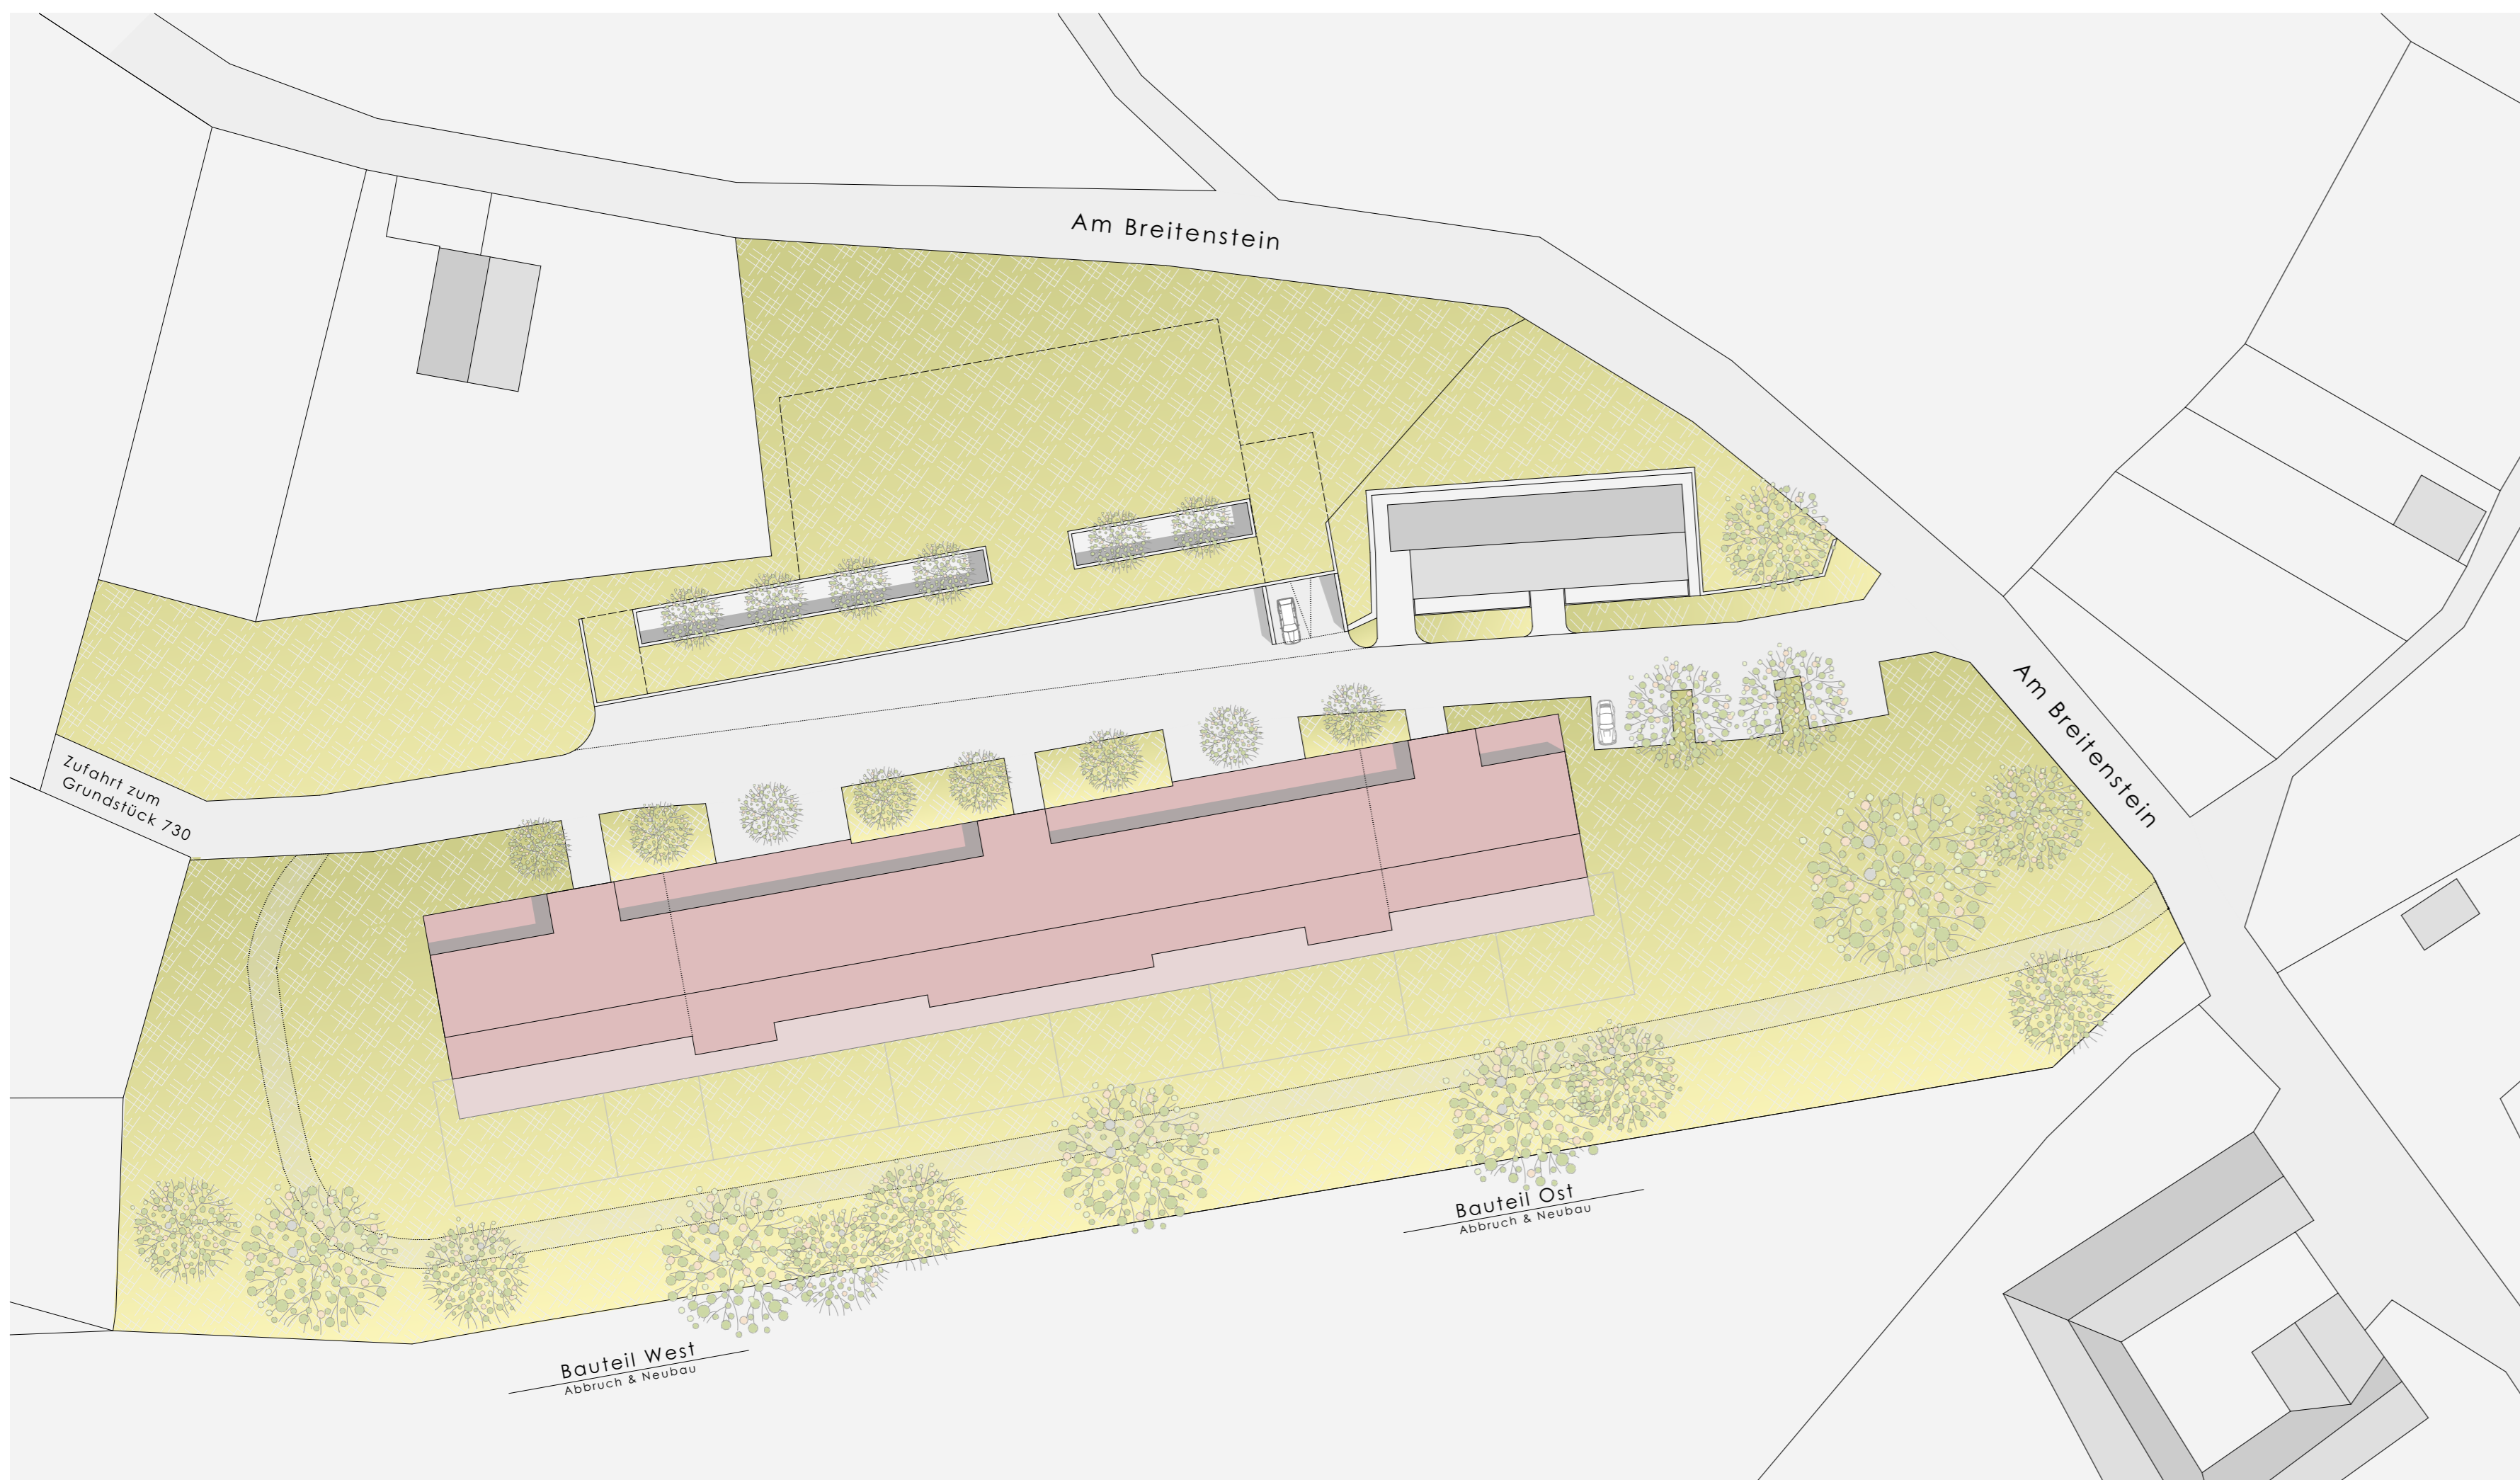 Am Breitenstein
Am Breitenstein
Zufahrt zum
Grundstück 730
Bauteil Ost
Abbruch & Neubau
Bauteil West
Abbruch & Neubau